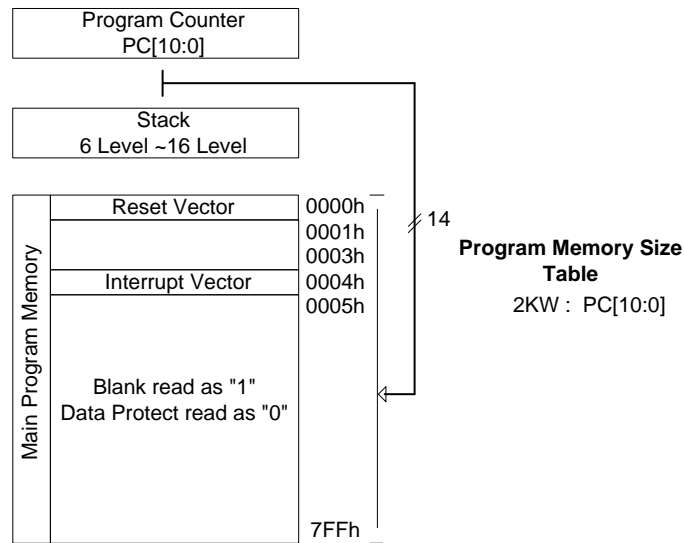 Program Counter
PC[10:0]
Stack
6 Level ~16 Level
Main Program Memory
Reset Vector
0000h
0001h
0003h
Interrupt Vector
0004h
0005h
Blank read as "1"
Data Protect read as "0"
7FFh
14
Program Memory Size
Table
2KW : PC[10:0]